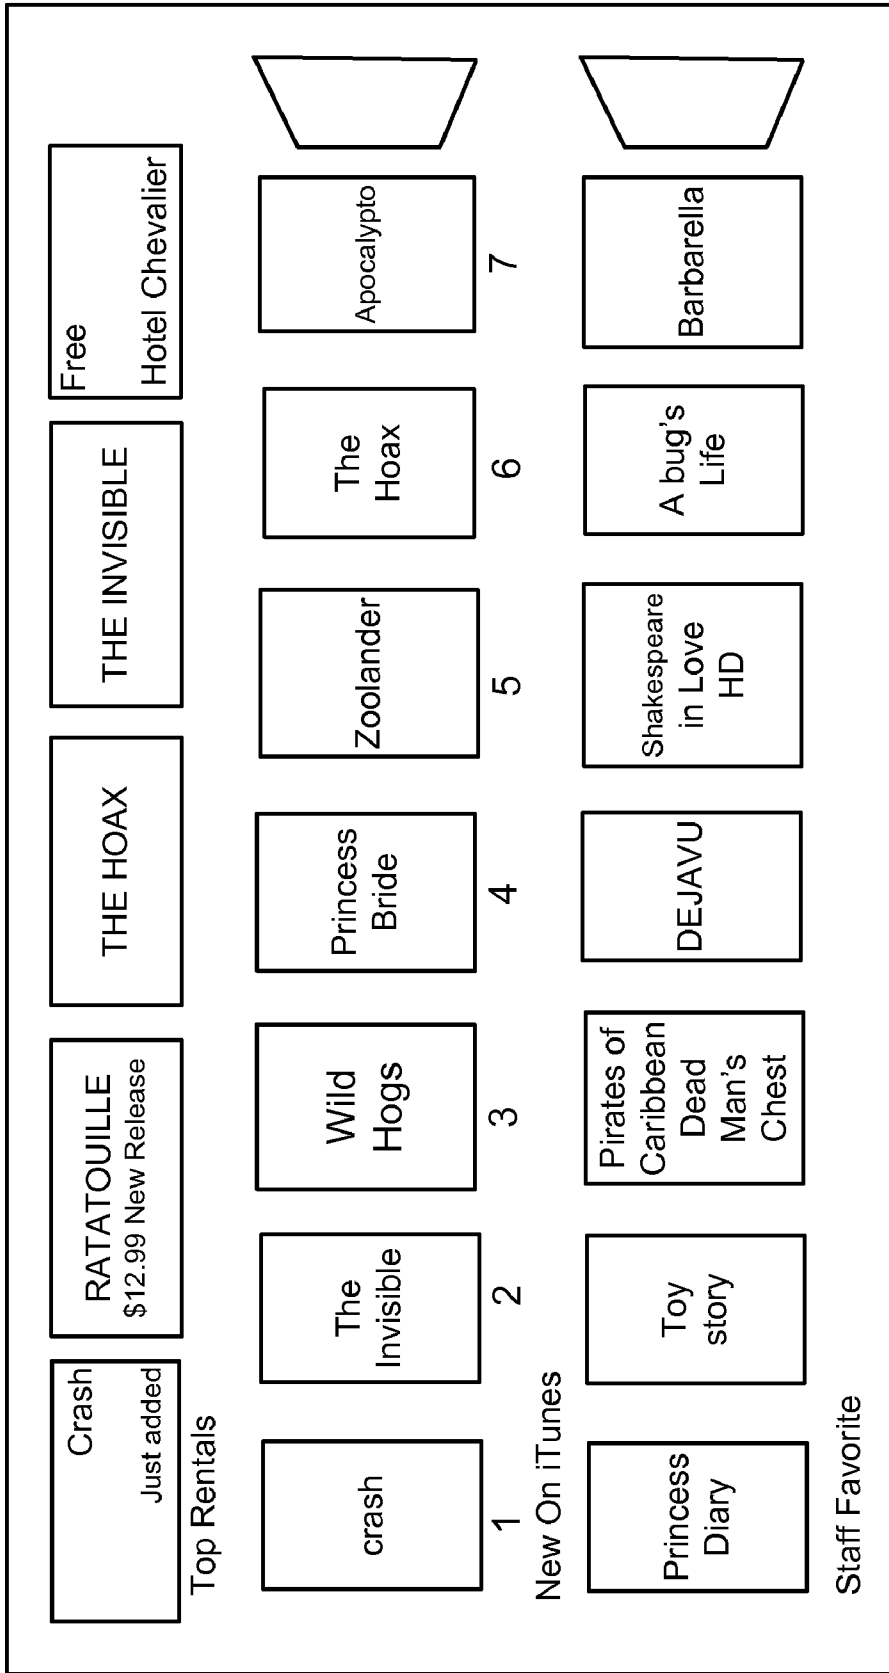 Crash
Just added
RATATOUILLE
$12.99 New Release
THE HOAX
THE INVISIBLE
Free
Hotel Chevalier
Top Rentals
crash
The
Invisible
Wild
Hogs
Princess
Bride
Zoolander
The
Hoax
Apocalypto
1
2
3
4
5
6
7
New On iTunes
Princess
Diary
Toy
story
Pirates of
Caribbean
Dead
Man's
Chest
DEJAVU
Shakespeare
in Love
HD
A bug's
Life
Barbarella
Staff Favorite